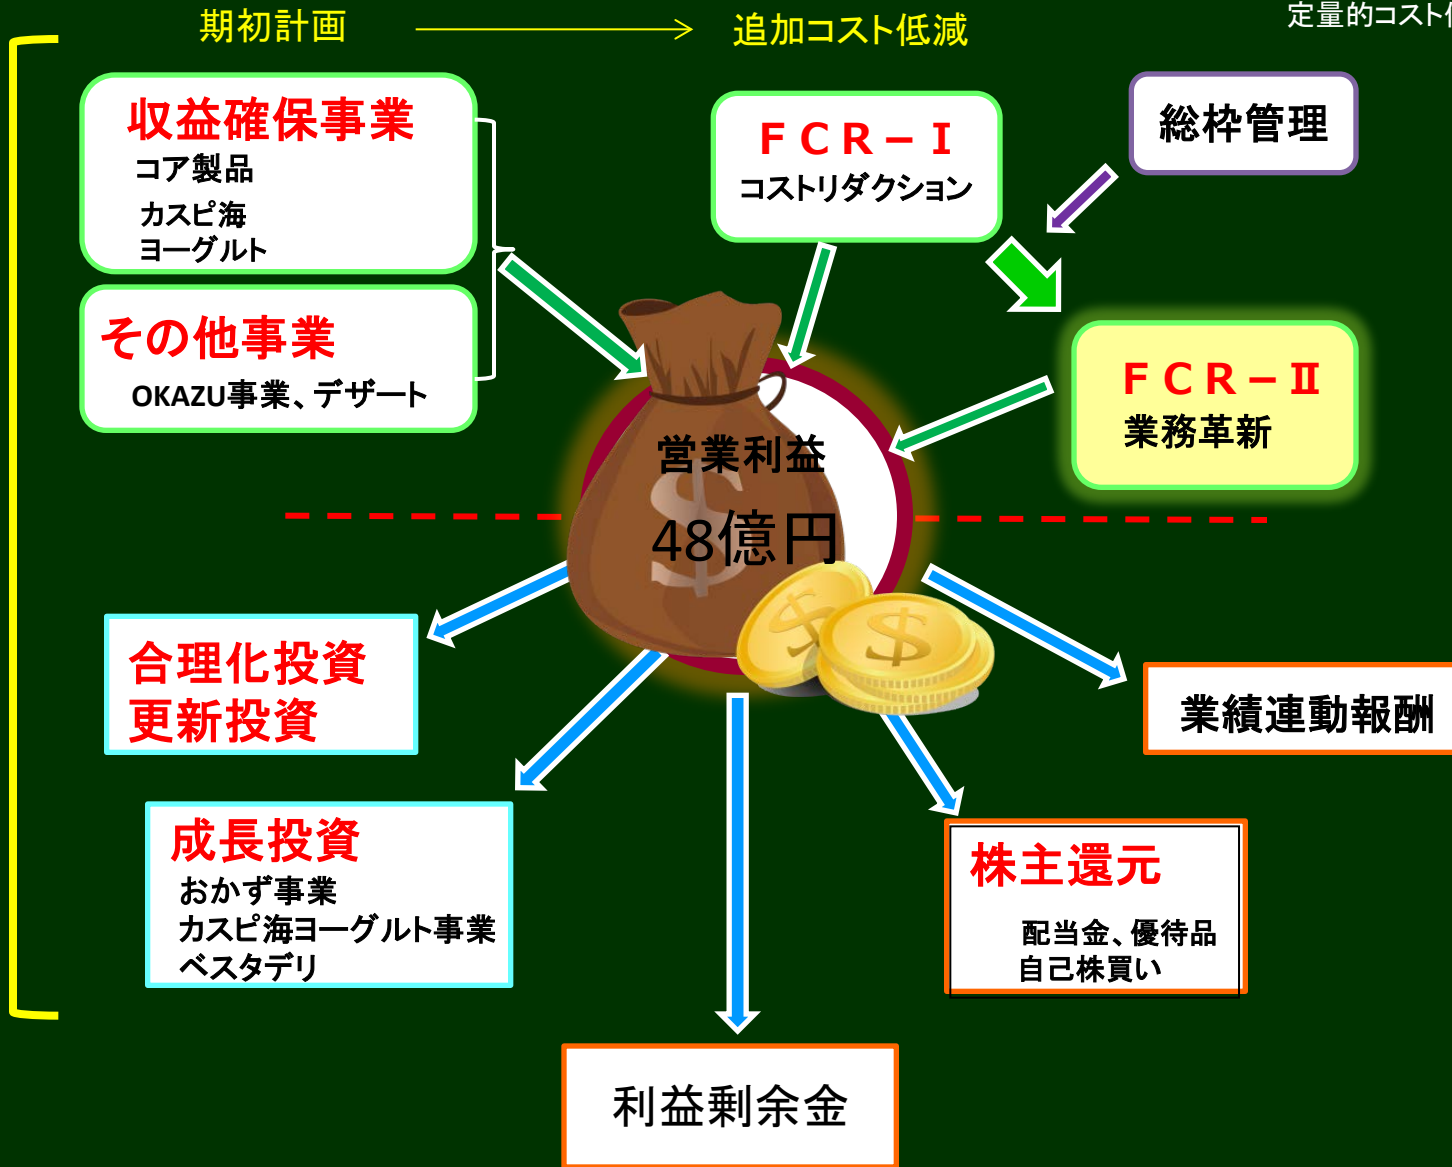 期初計画
追加コスト低減
定量的コスト
収益確保事業
コア製品
カスピ海
ヨーグルト
その他事業
OKAZU事業、デザート
ＦＣＲ－Ⅰ
コストリダクション
総枠管理
ＦＣＲ－Ⅱ
業務革新
営業利益
48億円
合理化投資
更新投資
成長投資
おかず事業
カスピ海ヨーグルト事業
ベスタデリ
業績連動報酬
株主還元
配当金、優待品
自己株買い
利益剰余金